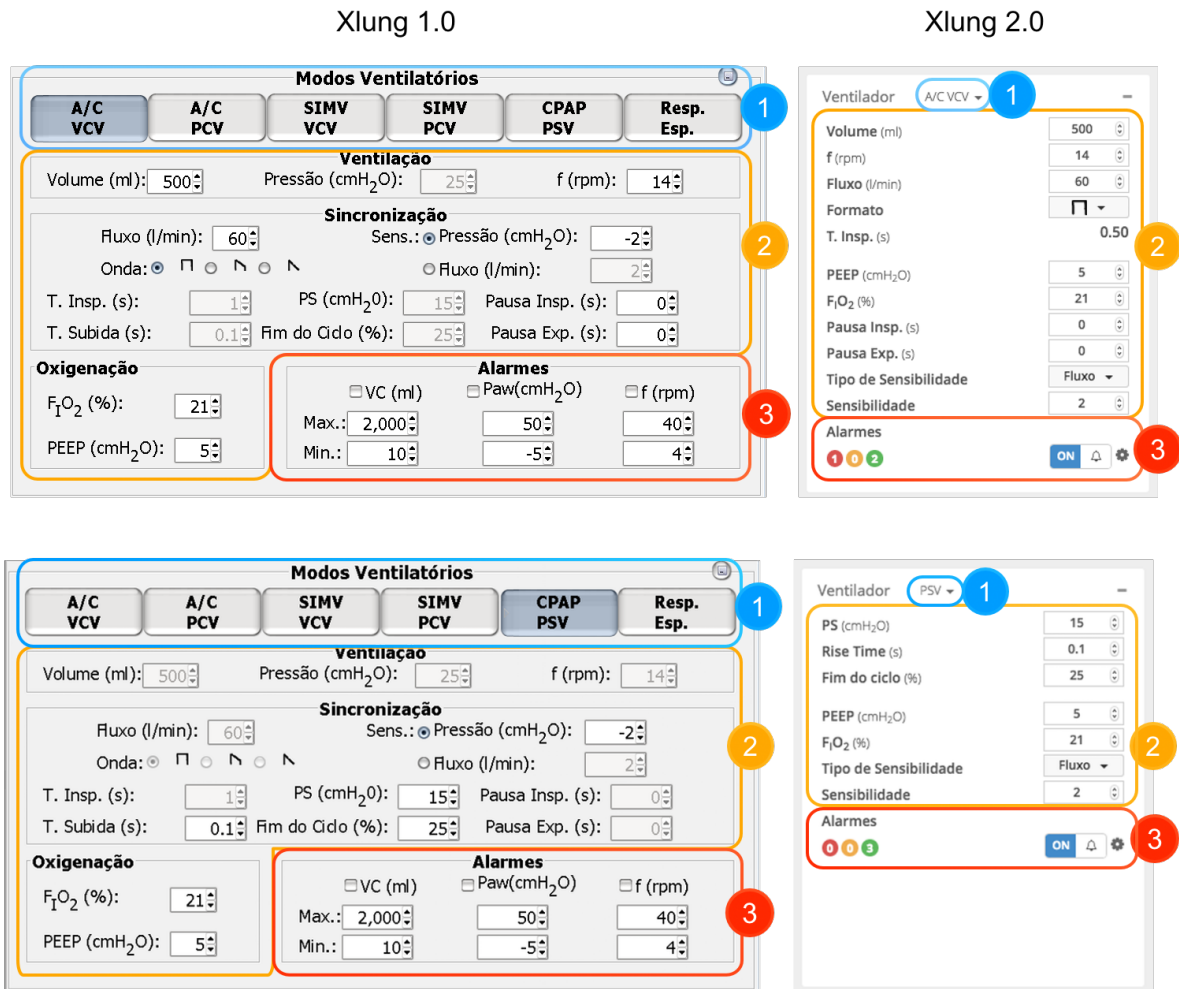 Xlung 1.0
Xlung 2.0
Modos Ventilatórios
A/C VCV
A/C PCV
SIMV VCV
SIMV PCV
CPAP PSV
Resp. Esp.
1
Ventilação
Volume (ml): 500 Pressão (cmH2O): 25 f (rpm): 14
Sincronização
Fluxo (l/min): 60 Sens.: Pressão (cmH2O): -2
Onda: Fluxo (l/min): 2
T. Insp. (s): 1 PS (cmH20): 15 Pausa Insp. (s): 0
T. Subida (s): 0.1 Fim do Ciclo (%): 25 Pausa Exp. (s): 0
2
Oxigenação
FIO2 (%): 21
PEEP (cmH2O): 5
Alarmes
VC (ml) Paw(cmH2O) f (rpm)
Max.: 2,000 50 40
Min.: 10 -5 4
3
Ventilador A/C VCV 1
Volume (ml) 500
f (rpm) 14
Fluxo (l/min) 60
Formato
T. Insp. (s) 0.50
2
PEEP (cmH2O) 5
FIO2 (%) 21
Pausa Insp. (s) 0
Pausa Exp. (s) 0
Tipo de Sensibilidade Fluxo
Sensibilidade 2
Alarmes
1 0 2 ON
3
Modos Ventilatórios
A/C VCV
A/C PCV
SIMV VCV
SIMV PCV
CPAP PSV
Resp. Esp.
1
Ventilação
Volume (ml): 500 Pressão (cmH2O): 25 f (rpm): 14
Sincronização
Fluxo (l/min): 60 Sens.: Pressão (cmH2O): -2
Onda: Fluxo (l/min): 2
T. Insp. (s): 1 PS (cmH20): 15 Pausa Insp. (s): 0
T. Subida (s): 0.1 Fim do Ciclo (%): 25 Pausa Exp. (s): 0
2
Oxigenação
FIO2 (%): 21
PEEP (cmH2O): 5
Alarmes
VC (ml) Paw(cmH2O) f (rpm)
Max.: 2,000 50 40
Min.: 10 -5 4
3
Ventilador PSV 1
PS (cmH2O) 15
Rise Time (s) 0.1
Fim do ciclo (%) 25
PEEP (cmH2O) 5
FIO2 (%) 21
2
Tipo de Sensibilidade Fluxo
Sensibilidade 2
Alarmes
0 0 3 ON
3